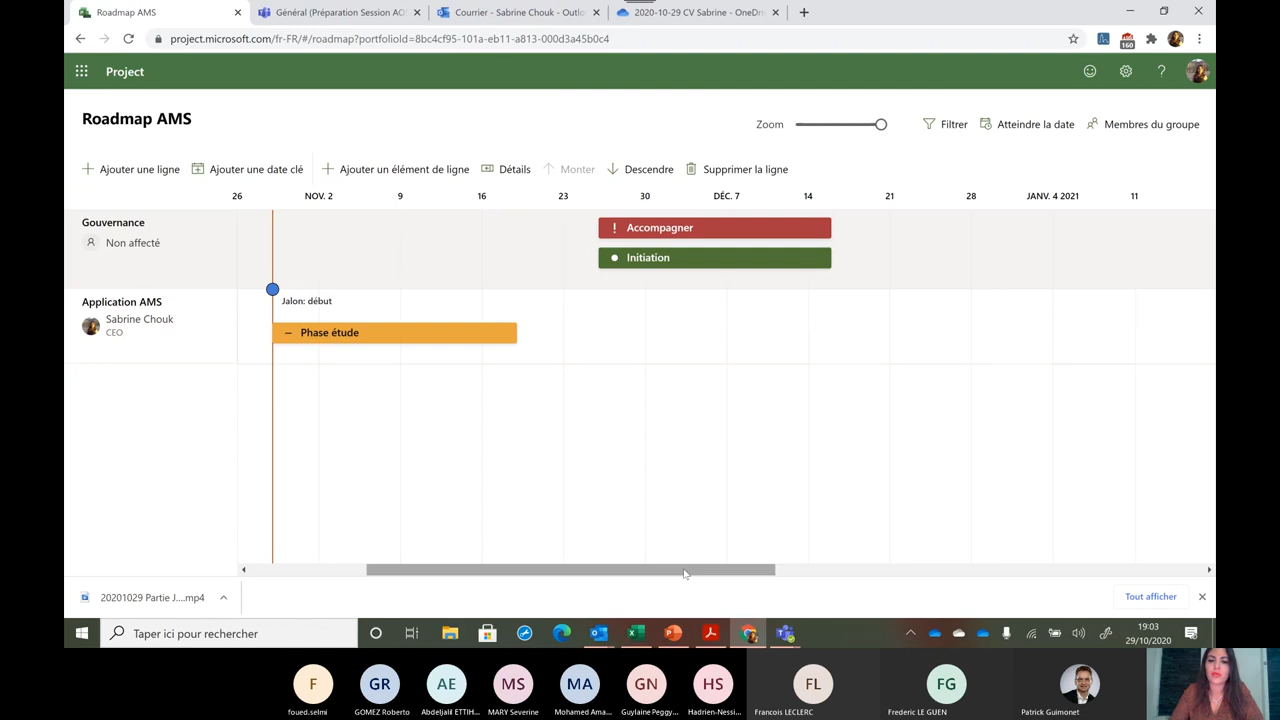 Roadmap AMS
Général (Préparation Session AOS
Courrier - Sabrine Chouk - Outlo
2020-10-29 CV Sabrine - OneDriv
project.microsoft.com/fr-FR/#/roadmap?portfolioId=8bc4cf95-101a-eb11-a813-000d3a45b0c4
160
Project
Roadmap AMS
Zoom
Filtrer
Atteindre la date
Membres du groupe
Ajouter une ligne
Ajouter une date clé
Ajouter un élément de ligne
Détails
Monter
Descendre
Supprimer la ligne
26 NOV. 2 9 16 23 30 DÉC. 7 14 21 28 JANV. 4 2021 11
Gouvernance
Non affecté
! Accompagner
Initiation
Application AMS
Sabrine Chouk
CEO
Jalon: début
Phase étude
20201029 Partie J....mp4
Tout afficher
Taper ici pour rechercher
19:03
29/10/2020
F
GR
AE
MS
MA
GN
HS
FL
FG
foued.selmi
GOMEZ Roberto
Abdeljalil ETTIH...
MARY Severine
Mohamed Ama...
Guylaine Peggy...
Hadrien-Nessi...
Francois LECLERC
Frederic LE GUEN
Patrick Guimonet